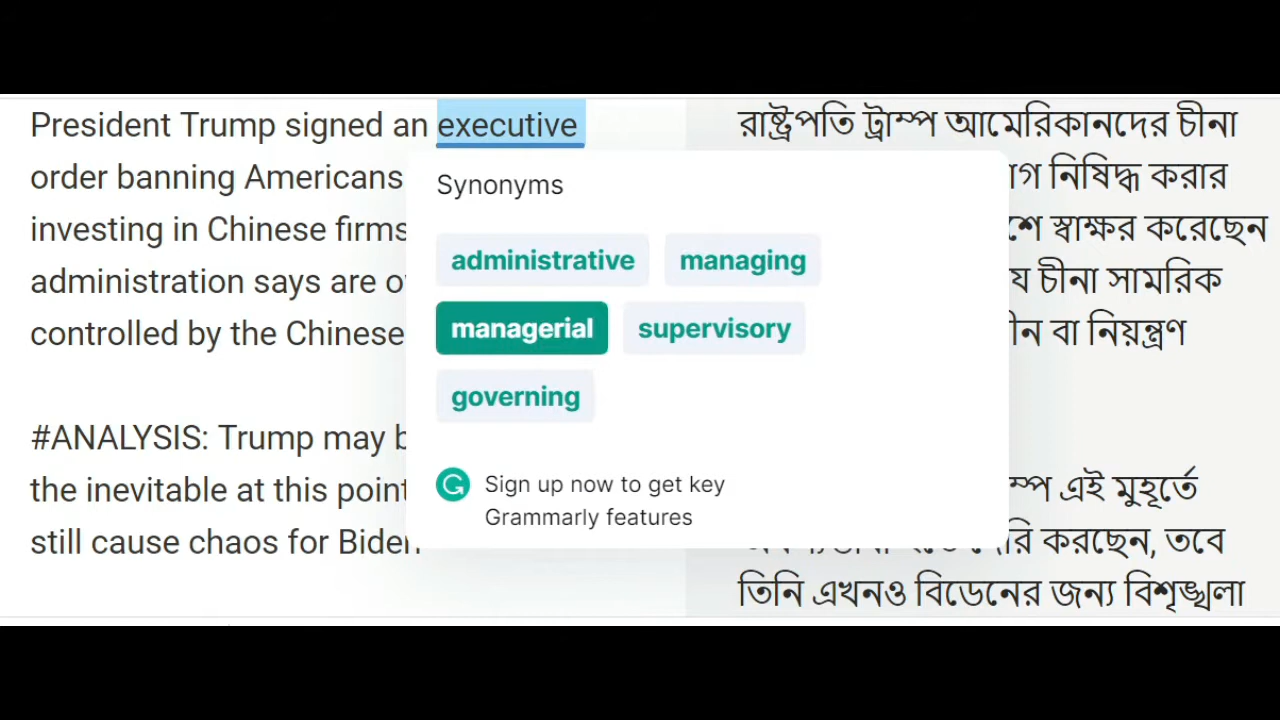 President Trump signed an executive
order banning Americans
investing in Chinese firms
administration says are
controlled by the Chinese
#ANALYSIS: Trump may
the inevitable at this point
still cause chaos for Biden
Synonyms
administrative managing
managerial supervisory
governing
Sign up now to get key
Grammarly features
রাষ্ট্রপতি ট্রাম্প আমেরিকানদের চীনা
নিষিদ্ধ করার
স্বাক্ষর করেছেন
চীনা সামরিক
বা নিয়ন্ত্রণ
এই মুহূর্তে
করছেন, তবে
তিনি এখনও বিডেনের জন্য বিশৃঙ্খলা